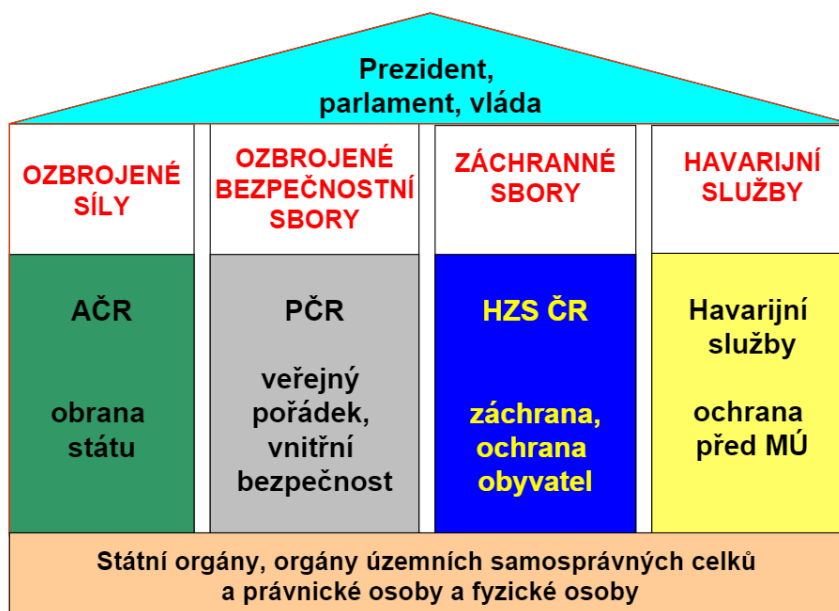 Prezident,
parlament, vláda
OZBROJENÉ
SÍLY
OZBROJENÉ
BEZPEČNOSTNÍ
SBORY
ZÁCHRANNÉ
SBORY
HAVARIJNÍ
SLUŽBY
AČR
obrana
státu
PČR
veřejný
pořádek,
vnitřní
bezpečnost
HZS ČR
záchrana,
ochrana
obyvatel
Havarijní
služby
ochrana
před MÚ
Státní orgány, orgány územních samosprávných celků
a právnické osoby a fyzické osoby